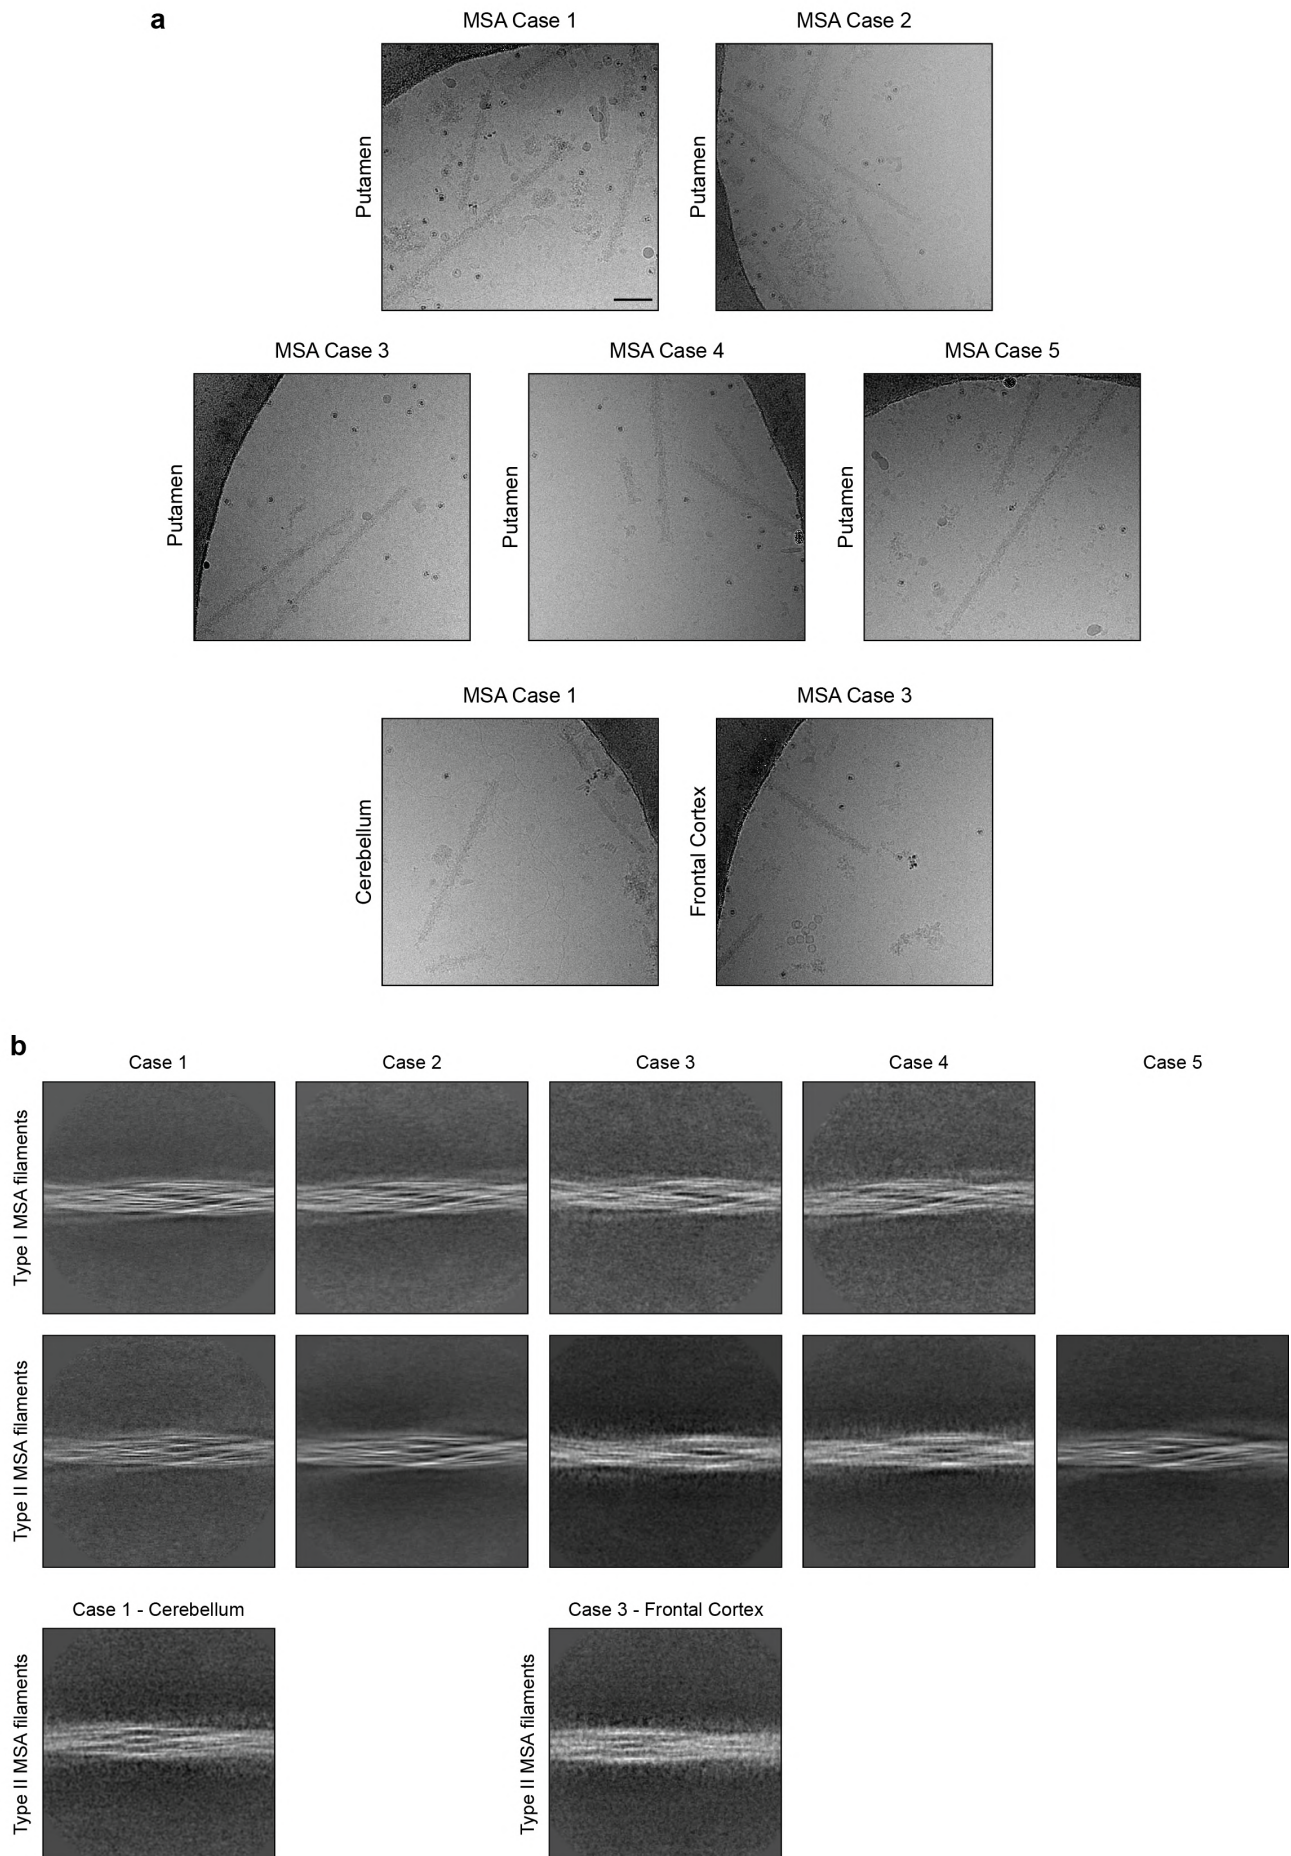 a
MSA Case 1
MSA Case 2
Putamen
Putamen
MSA Case 3
MSA Case 4
MSA Case 5
Putamen
Putamen
Putamen
MSA Case 1
MSA Case 3
Cerebellum
Frontal Cortex
b
Case 1
Case 2
Case 3
Case 4
Case 5
Type I MSA filaments
Type II MSA filaments
Case 1 - Cerebellum
Case 3 - Frontal Cortex
Type II MSA filaments
Type II MSA filaments